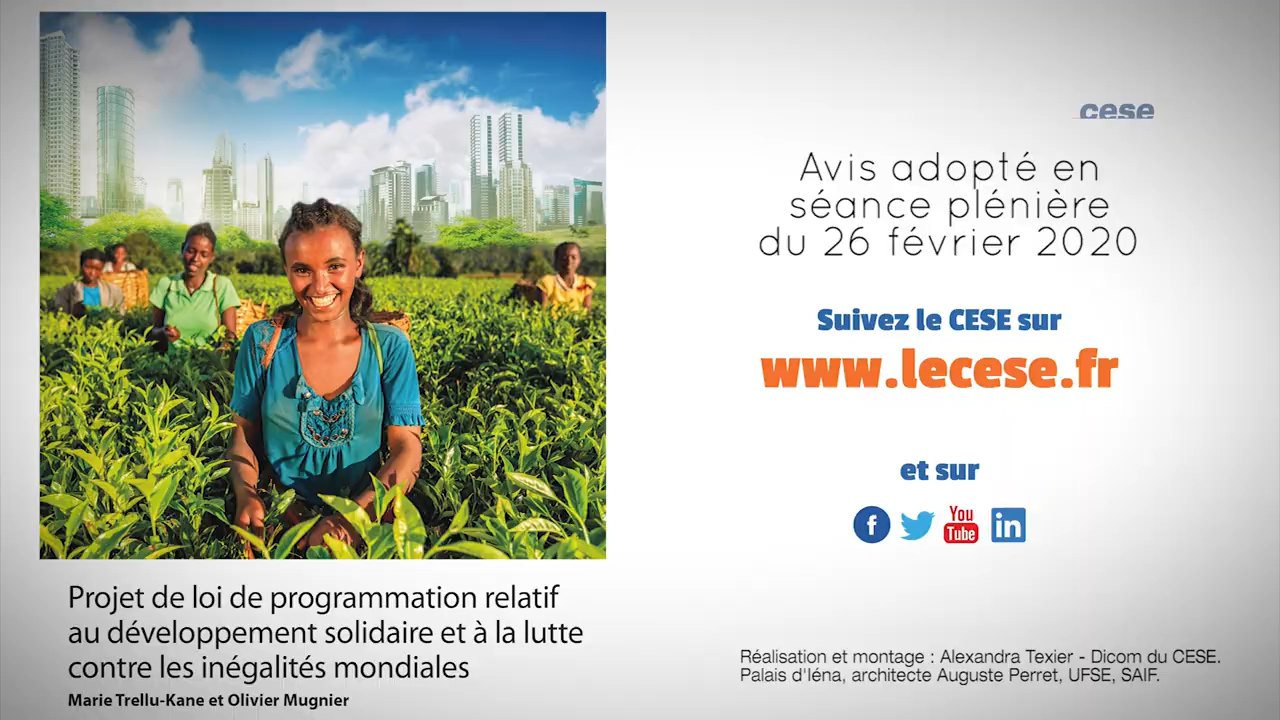 Projet de loi de programmation relatif
au développement solidaire et à la lutte
contre les inégalités mondiales
Marie Trellu-Kane et Olivier Mugnier
cese
Avis adopté en
séance plénière
du 26 février 2020
Suivez le CESE sur
www.lecese.fr
et sur
f
You
Tube
in
Réalisation et montage : Alexandra Texier - Dicom du CESE.
Palais d'Iéna, architecte Auguste Perret, UFSE, SAIF.